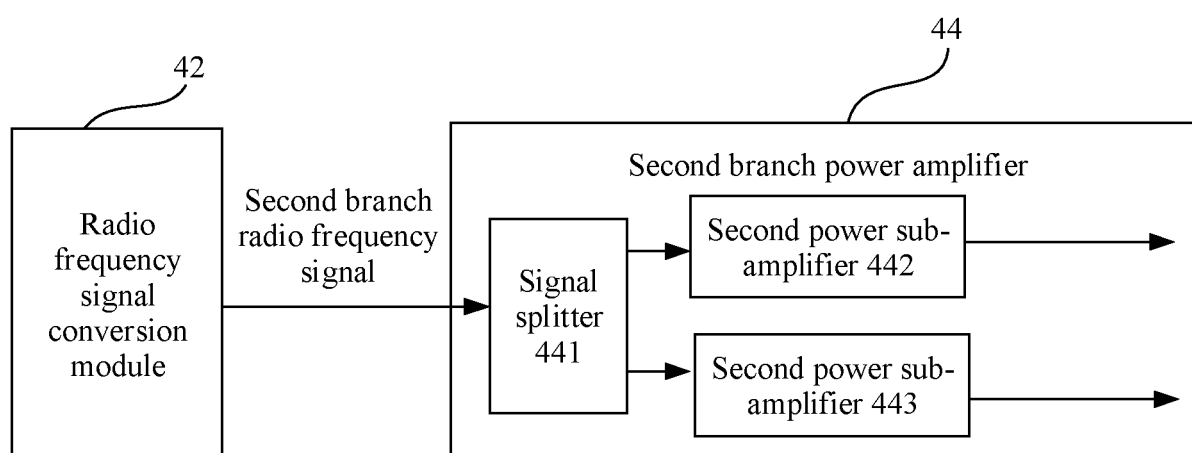 42
44
Radio
frequency
signal
conversion
module
Second branch
radio frequency
signal
Second branch power amplifier
Signal
splitter
441
Second power sub-
amplifier 442
Second power sub-
amplifier 443